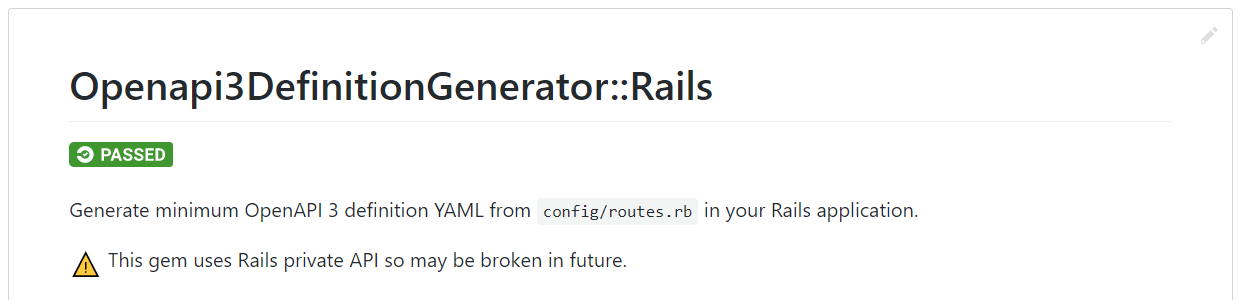 Openapi3DefinitionGenerator::Rails
PASSED
Generate minimum OpenAPI 3 definition YAML from config/routes.rb in your Rails application.
This gem uses Rails private API so may be broken in future.